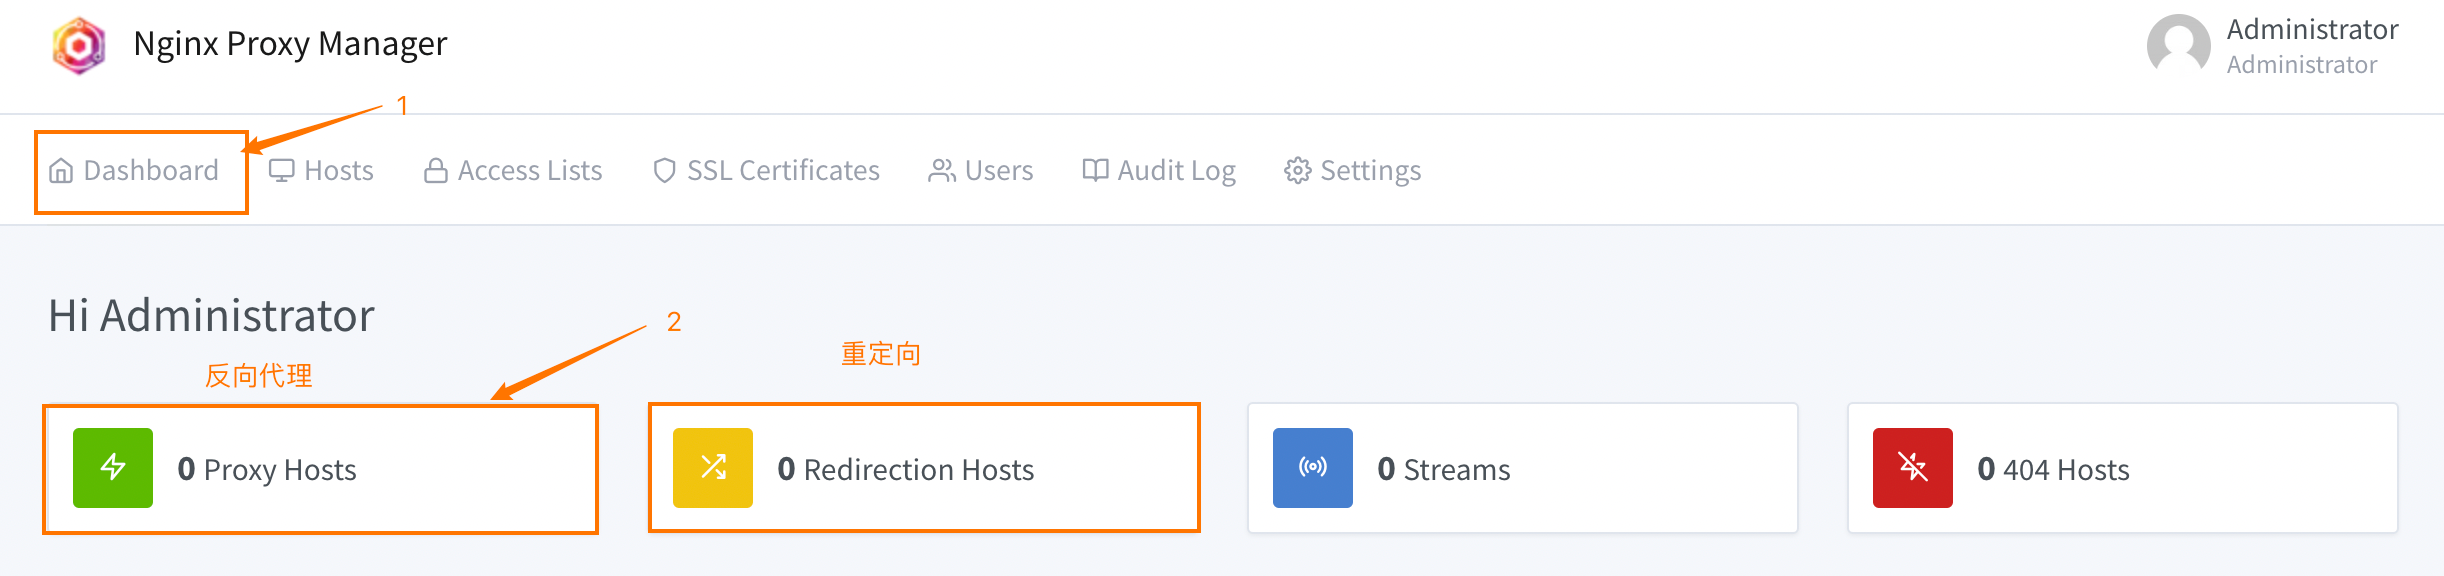 Nginx Proxy Manager
Administrator
Administrator
1
Dashboard Hosts Access Lists SSL Certificates Users Audit Log Settings
Hi Administrator
2
重定向
反向代理
0 Proxy Hosts
0 Redirection Hosts
0 Streams
0 404 Hosts